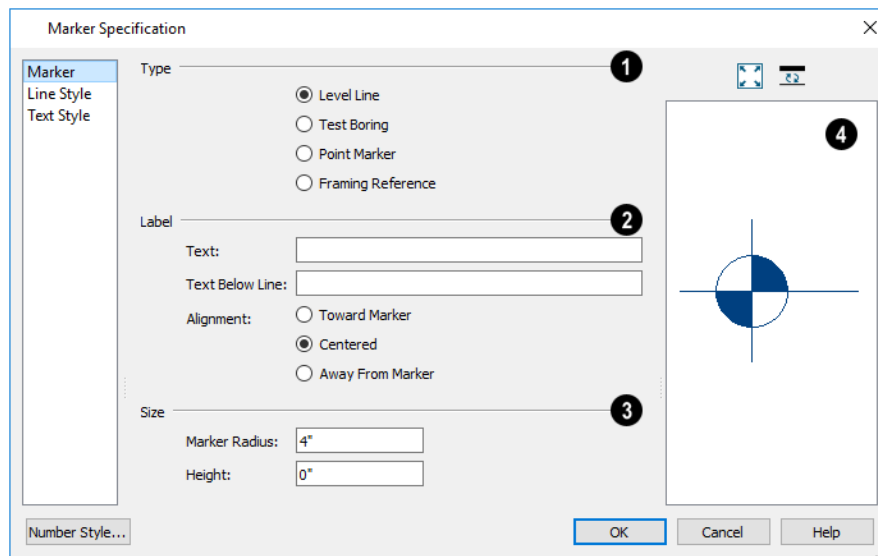 Marker Specification
Marker
Line Style
Text Style
Type
1
Level Line
Test Boring
Point Marker
Framing Reference
Label
2
Text:
Text Below Line:
Alignment:
Toward Marker
Centered
Away From Marker
Size
3
Marker Radius: 4"
Height: 0"
4
Number Style...
OK
Cancel
Help